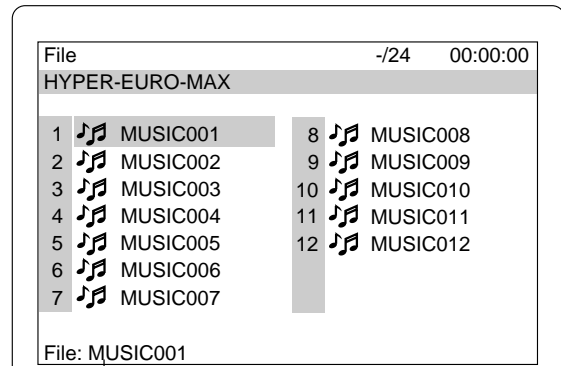 File -/24 00:00:00
HYPER-EURO-MAX
1 MUSIC001
2 MUSIC002
3 MUSIC003
4 MUSIC004
5 MUSIC005
6 MUSIC006
7 MUSIC007
8 MUSIC008
9 MUSIC009
10 MUSIC010
11 MUSIC011
12 MUSIC012
File: MUSIC001